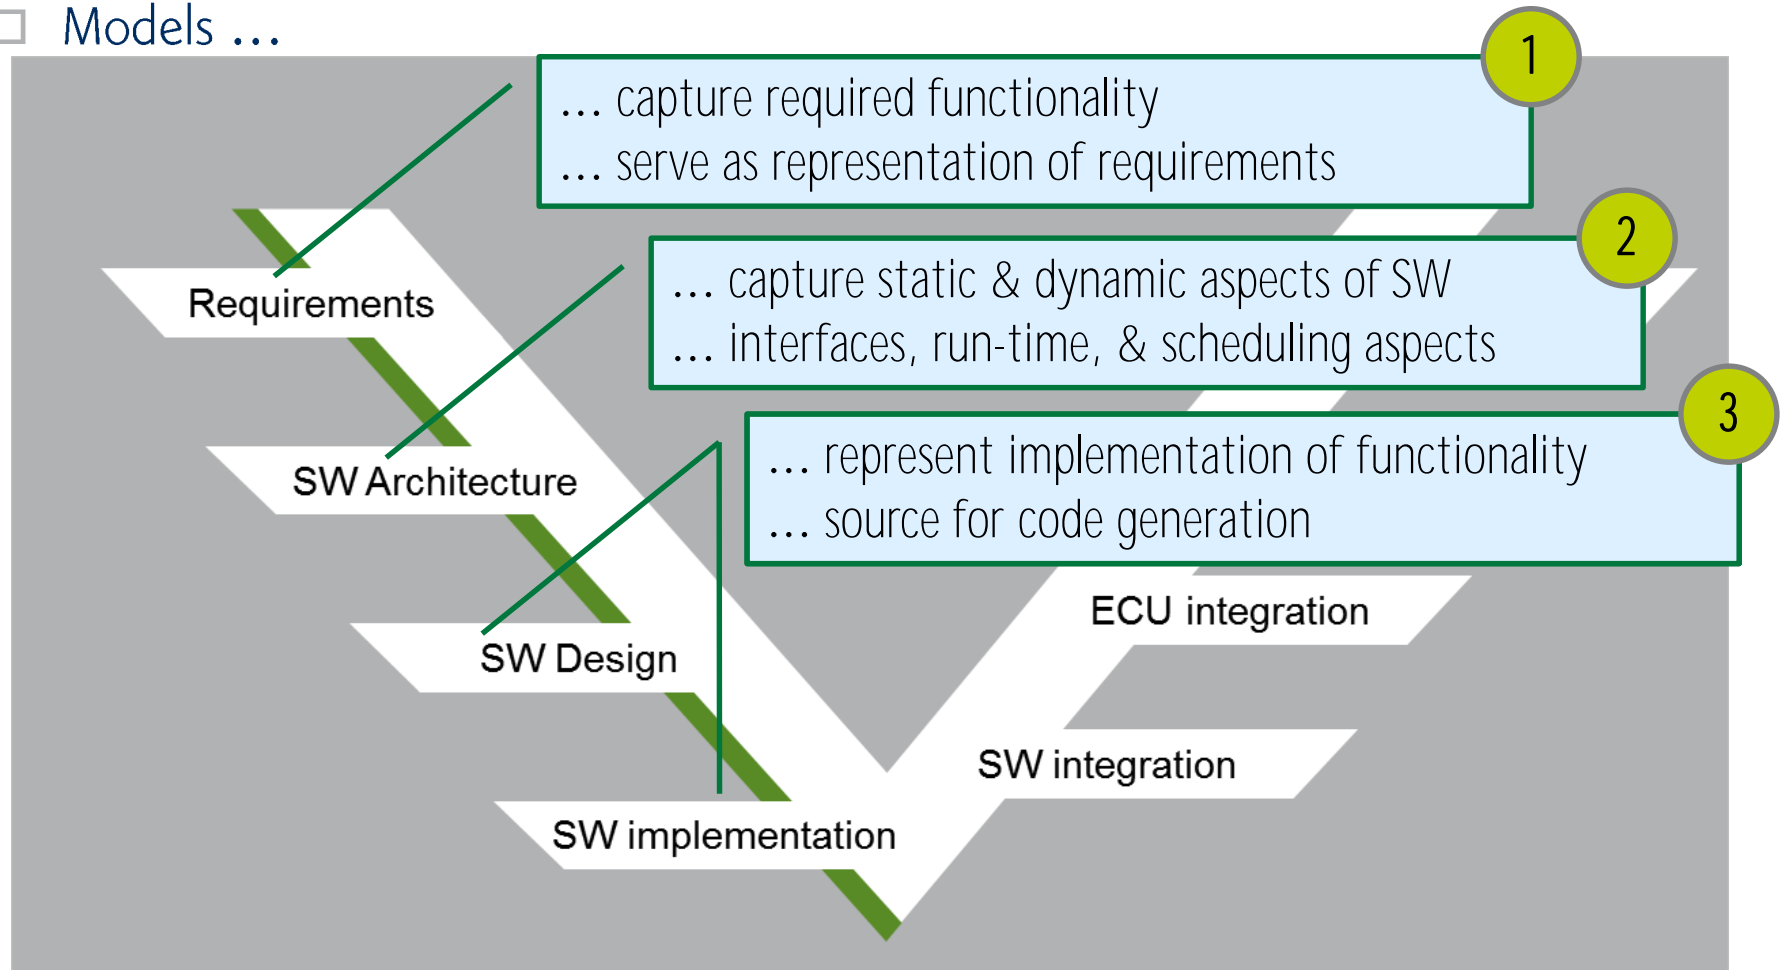 Models ...
1
... capture required functionality
... serve as representation of requirements
2
... capture static & dynamic aspects of SW
... interfaces, run-time, & scheduling aspects
3
... represent implementation of functionality
... source for code generation
Requirements
SW Architecture
SW Design
SW implementation
ECU integration
SW integration